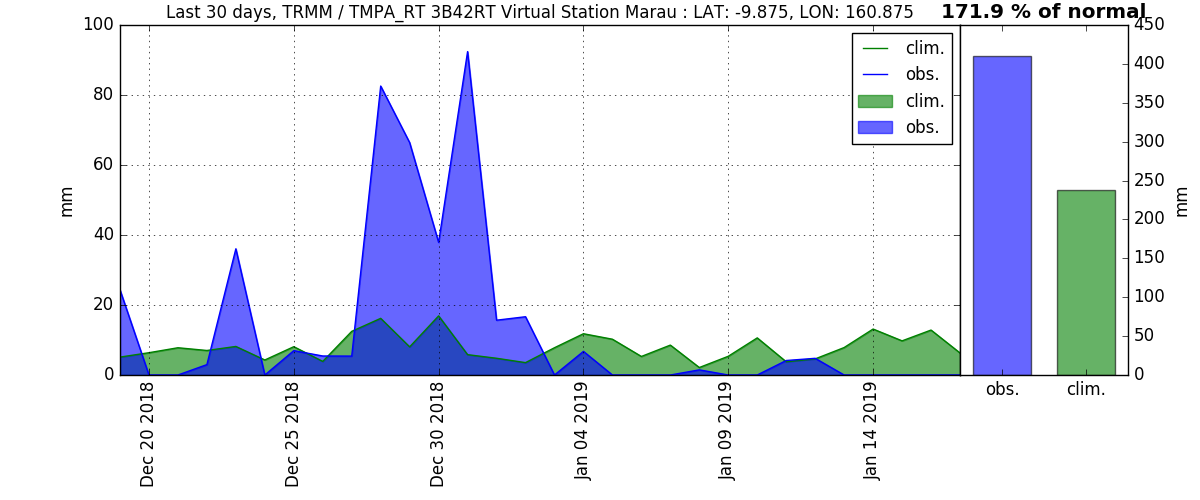 Last 30 days, TRMM / TMPA_RT 3B42RT Virtual Station Marau : LAT: -9.875, LON: 160.875
171.9 % of normal
100
80
60
40
20
0
mm
clim.
obs.
clim.
obs.
Dec 20 2018
Dec 25 2018
Dec 30 2018
Jan 04 2019
Jan 09 2019
Jan 14 2019
450
400
350
300
250
200
150
100
50
0
mm
obs.
clim.